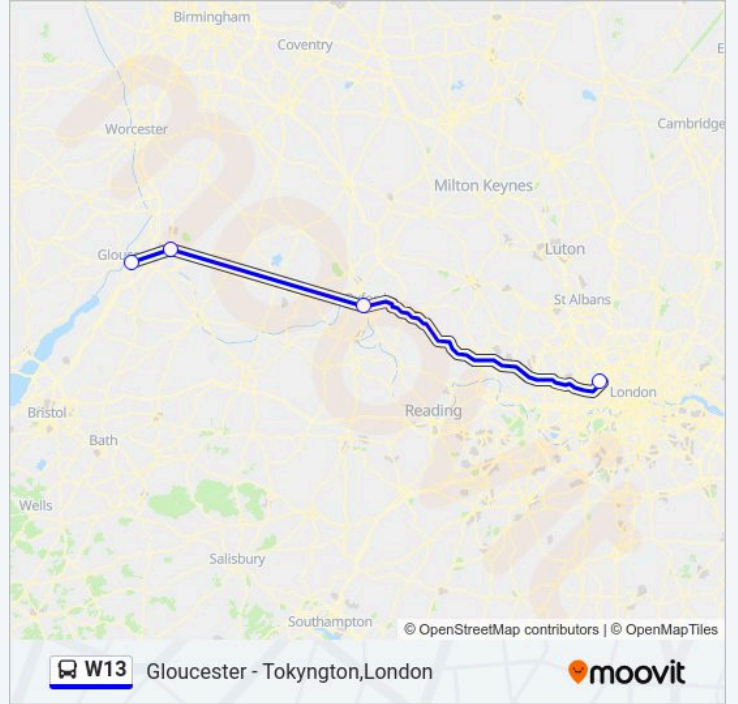 Birmingham
Coventry
E
Worcester
Cambridge
Milton Keynes
Glou
Luton
St Albans
London
Reading
Bristol
Bath
Wells
Salisbury
Southampton
moovit
© OpenStreetMap contributors | © OpenMapTiles
W13 Gloucester - Tokyngton,London
moovit